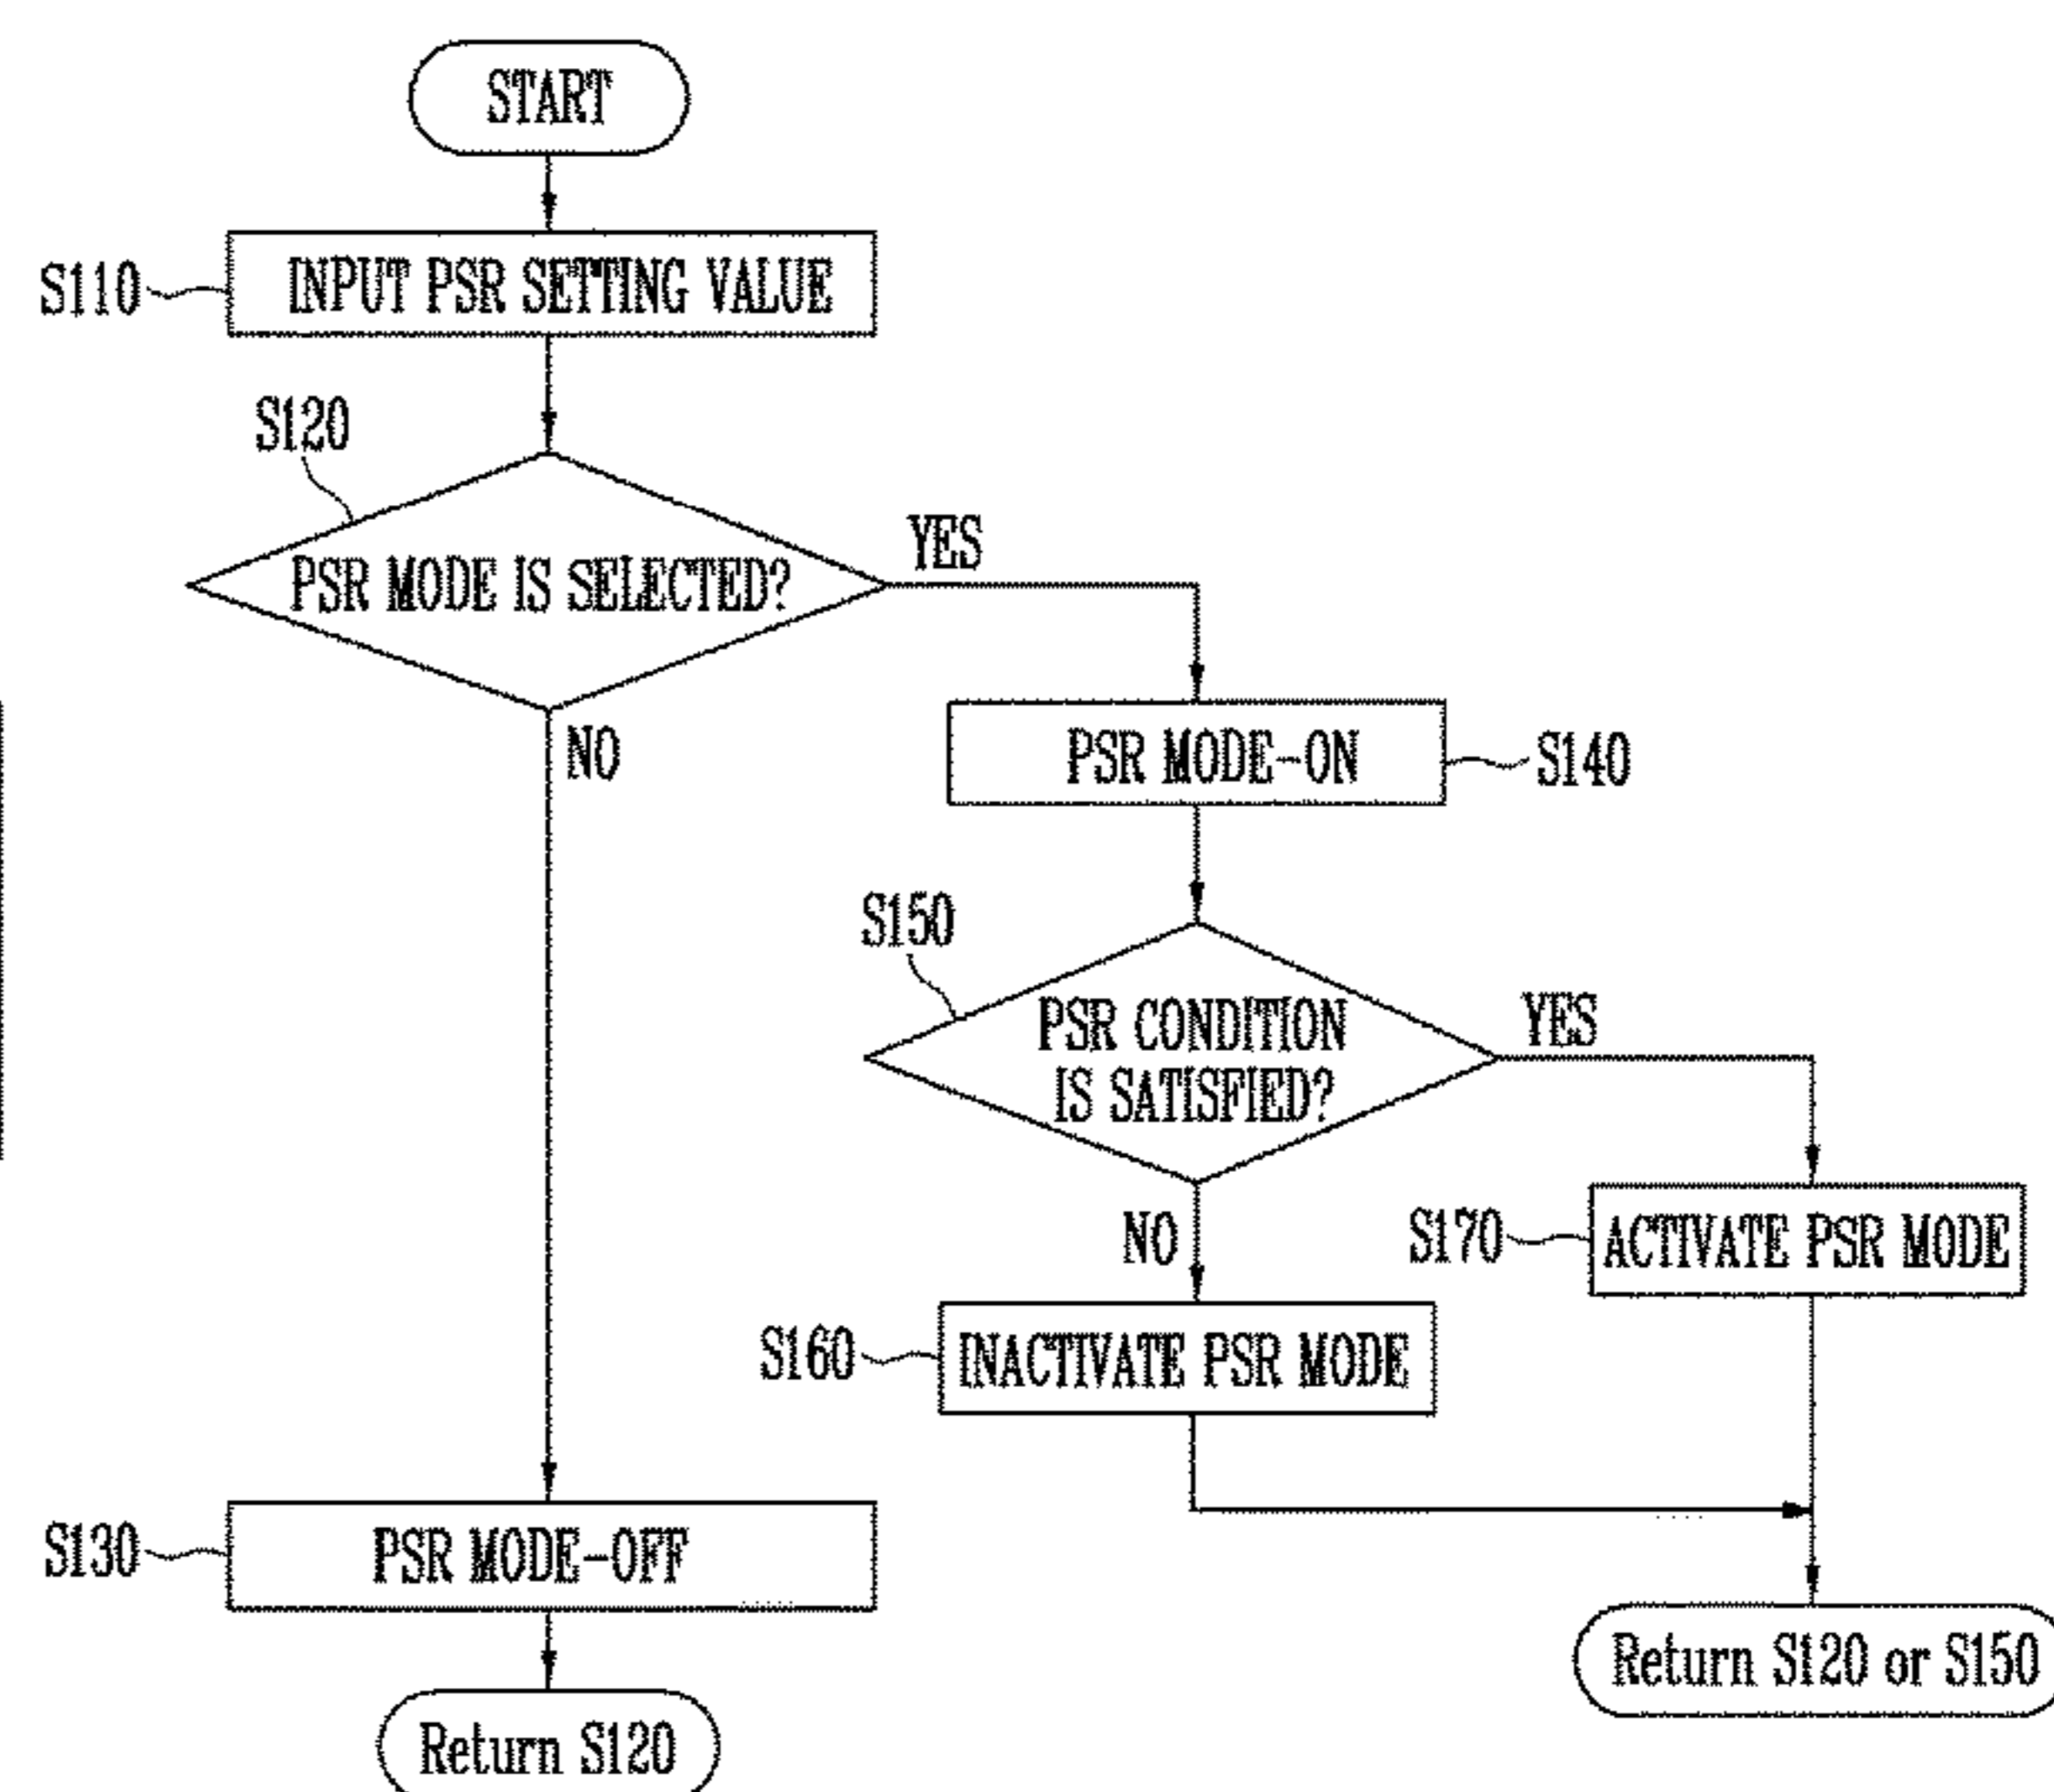 START
S110
INPUT PSR SETTING VALUE
S120
PSR MODE IS SELECTED?
YES
NO
PSR MODE-ON
S140
S150
PSR CONDITION
IS SATISFIED?
YES
NO
S170
ACTIVATE PSR MODE
S160
INACTIVATE PSR MODE
S130
PSR MODE-OFF
Return S120 or S150
Return S120